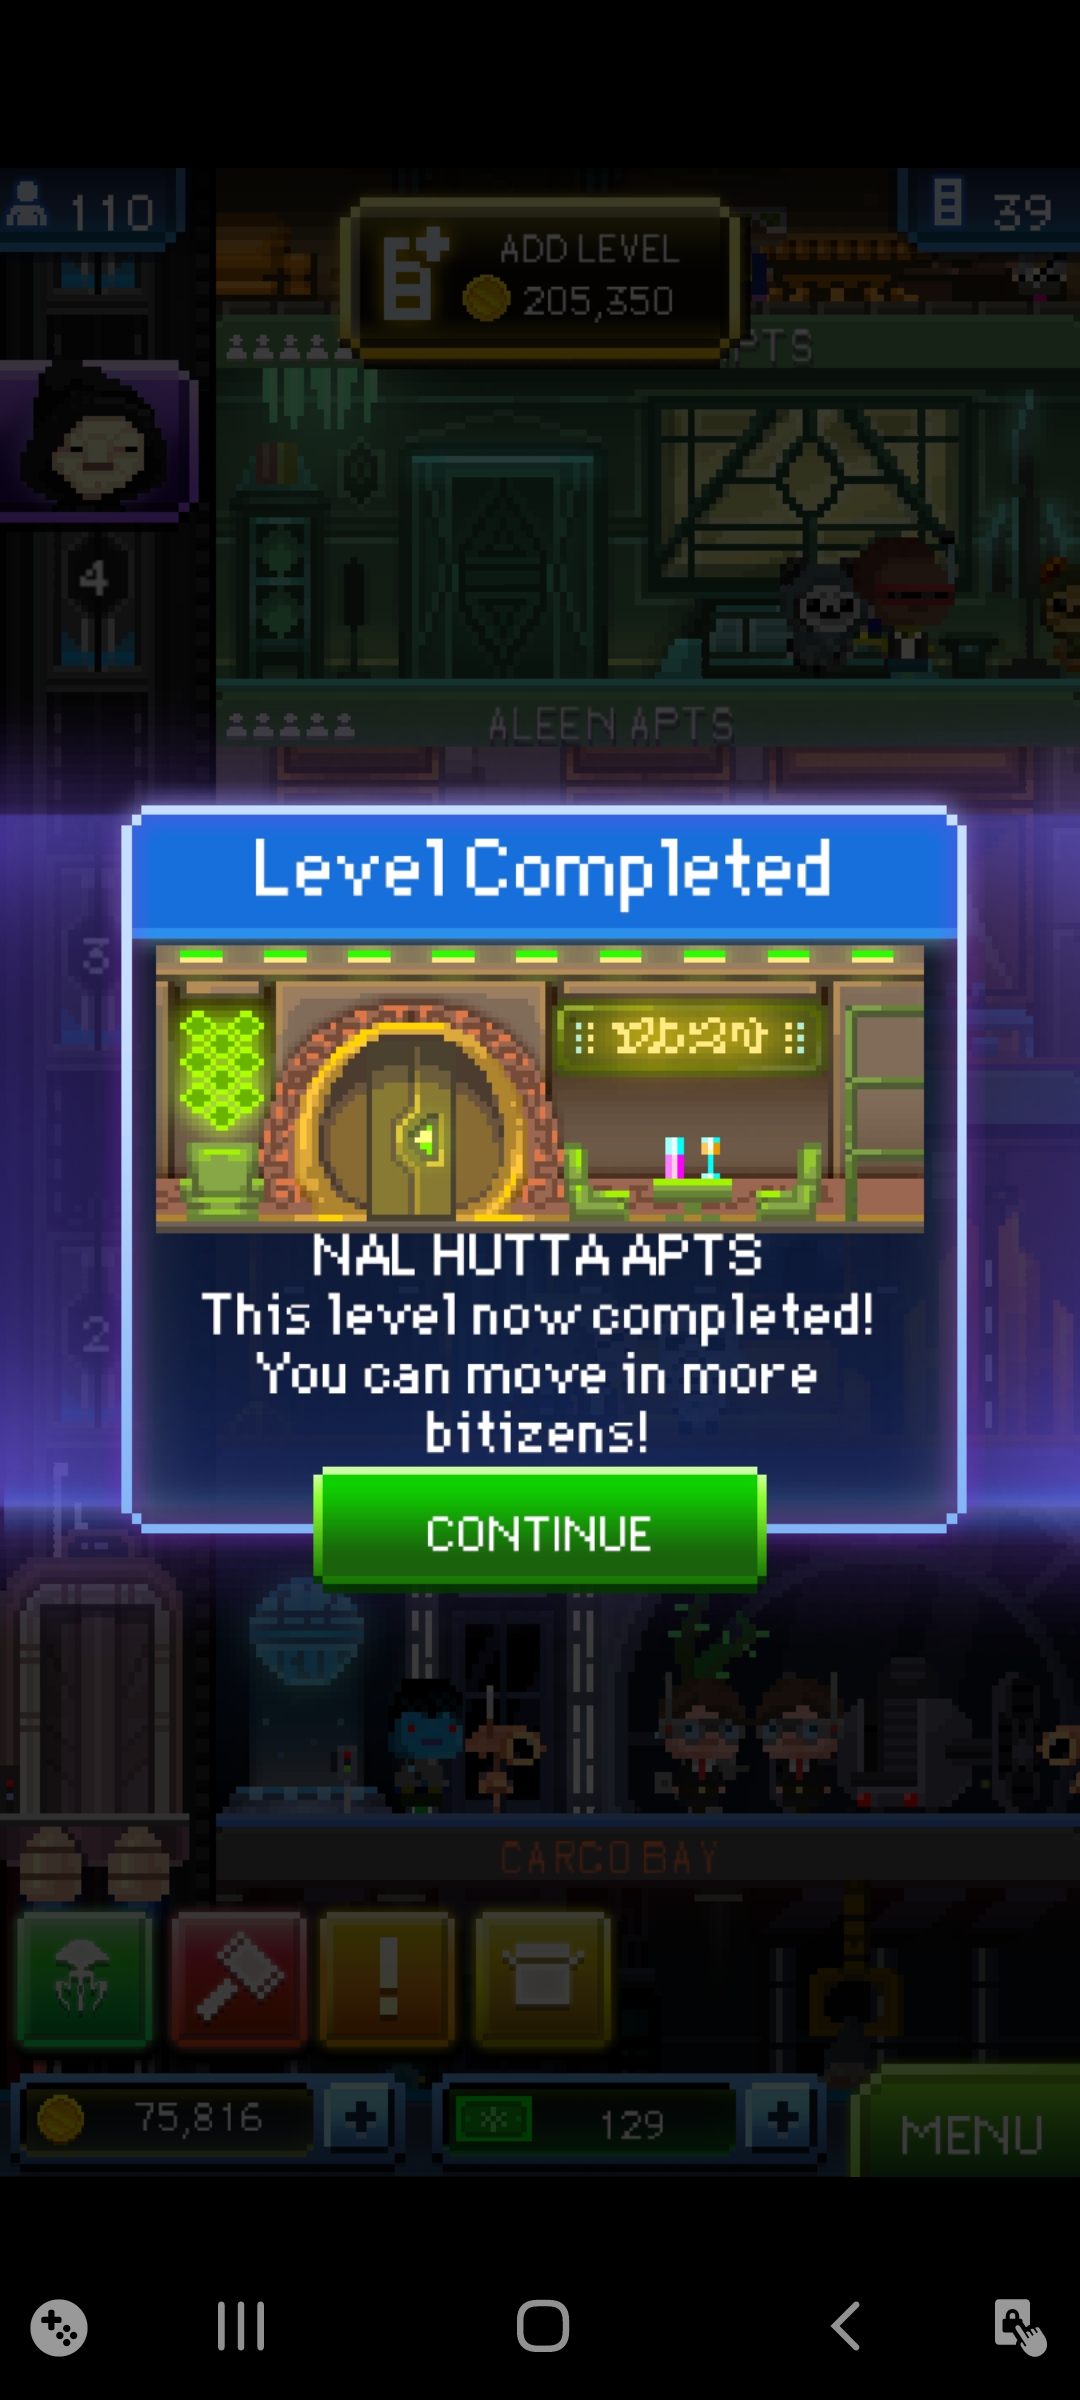 110
39
ADD LEVEL
205,350
PTS
4
ALEEN APTS
Level Completed
3
NAL HUTTA APTS
This level now completed!
2
You can move in more
bitizens!
CONTINUE
CARGO BAY
75,816
129
MENU